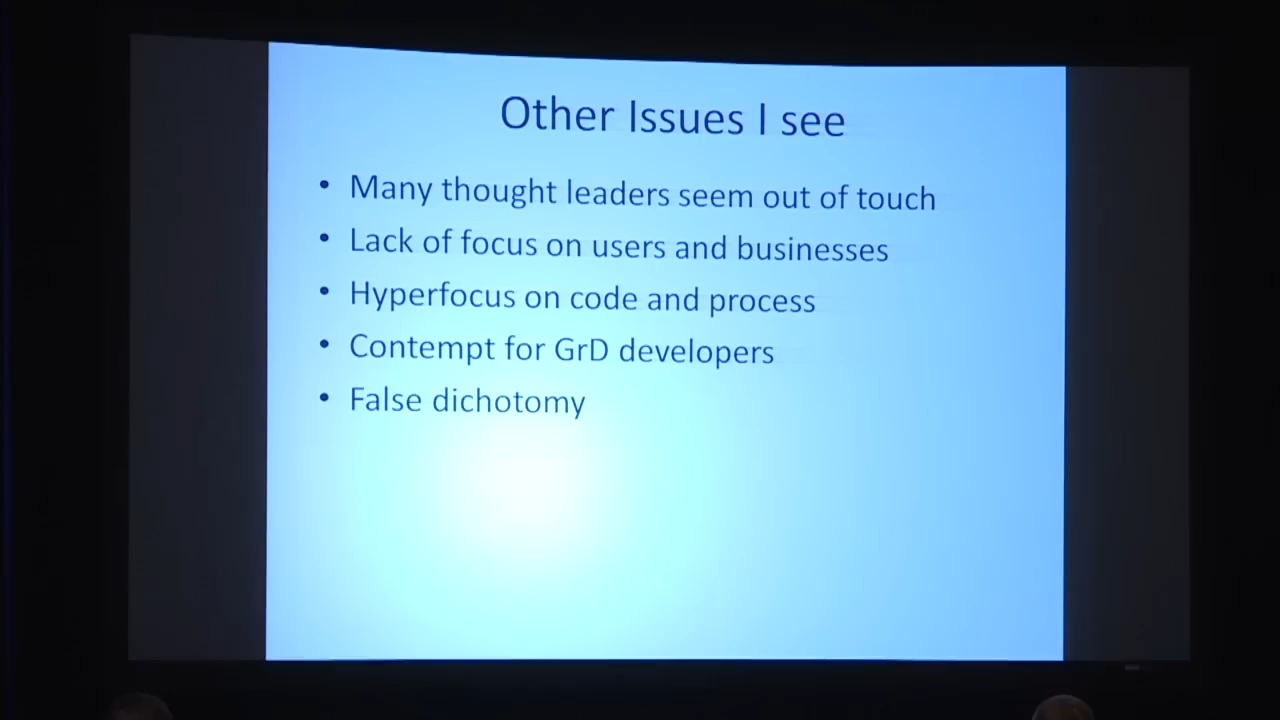 Other Issues I see
• Many thought leaders seem out of touch
• Lack of focus on users and businesses
• Hyperfocus on code and process
• Contempt for GrD developers
• False dichotomy